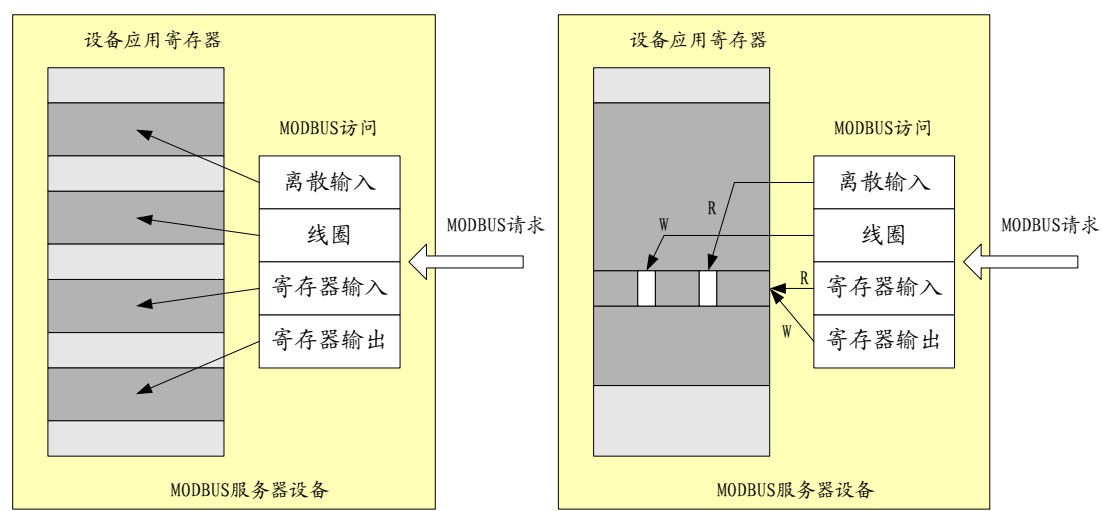 设备应用寄存器
MODBUS访问
离散输入
线圈
寄存器输入
寄存器输出
MODBUS请求
MODBUS服务器设备
设备应用寄存器
MODBUS访问
离散输入
R
W
线圈
R
寄存器输入
W
寄存器输出
MODBUS请求
MODBUS服务器设备